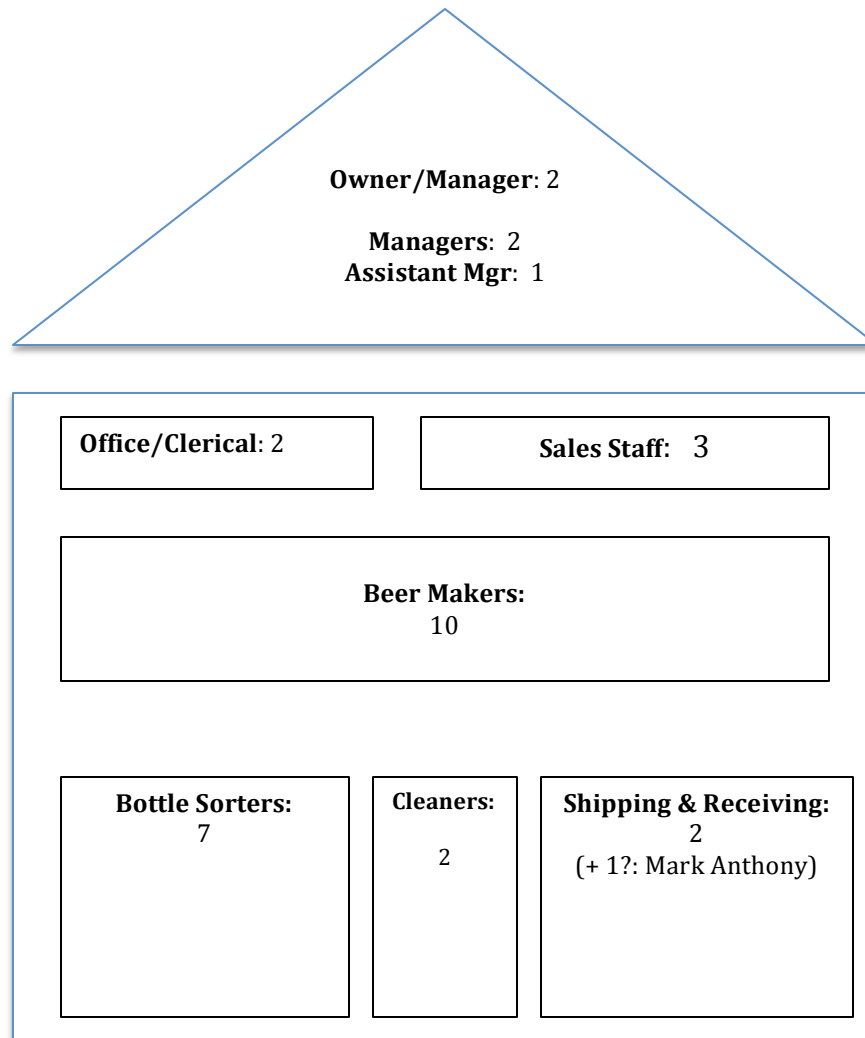 Owner/Manager: 2
Managers: 2
Assistant Mgr: 1
Office/Clerical: 2
Sales Staff: 3
Beer Makers:
10
Bottle Sorters:
7
Cleaners:
2
Shipping & Receiving:
2
(+ 1?: Mark Anthony)